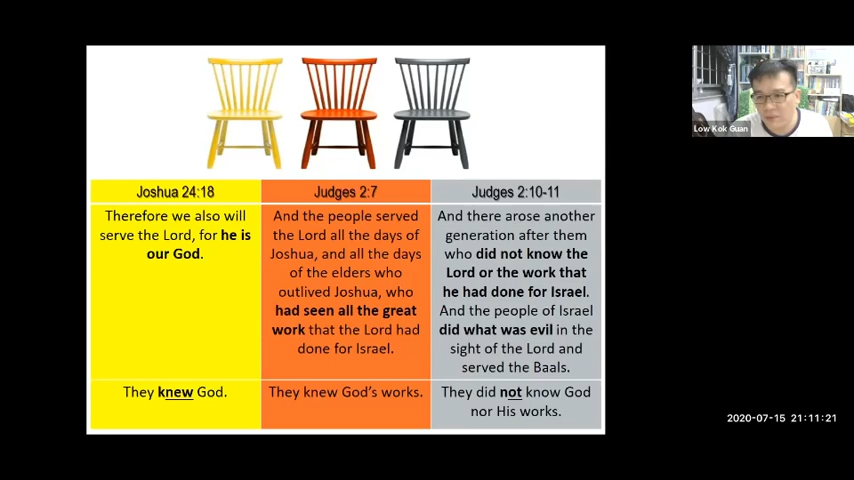 Low Kok Guan
Joshua 24:18
Therefore we also will
serve the Lord, for he is
our God.
They knew God.
Judges 2:7
And the people served
the Lord all the days of
Joshua, and all the days
of the elders who
outlived Joshua, who
had seen all the great
work that the Lord had
done for Israel.
They knew God's works.
Judges 2:10-11
And there arose another
generation after them
who did not know the
Lord or the work that
he had done for Israel.
And the people of Israel
did what was evil in the
sight of the Lord and
served the Baals.
They did not know God
nor His works.
2020-07-15 21:11:21